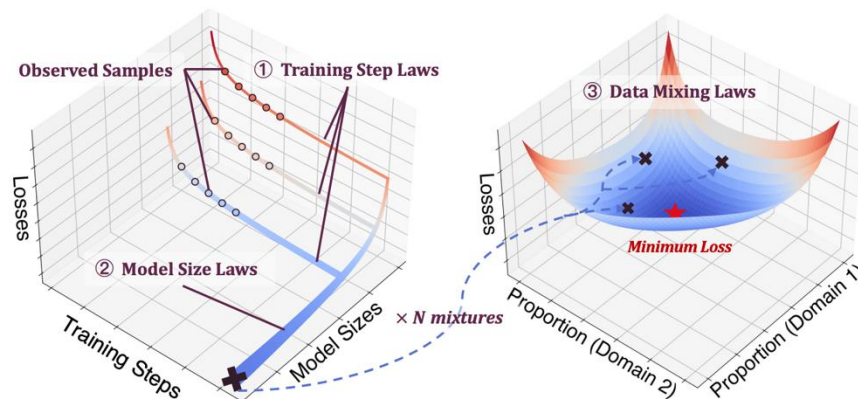 Observed Samples
① Training Step Laws
Losses
② Model Size Laws
Training Steps
Model Sizes
× N mixtures
③ Data Mixing Laws
Losses
Minimum Loss
Proportion (Domain 2)
Proportion (Domain 1)